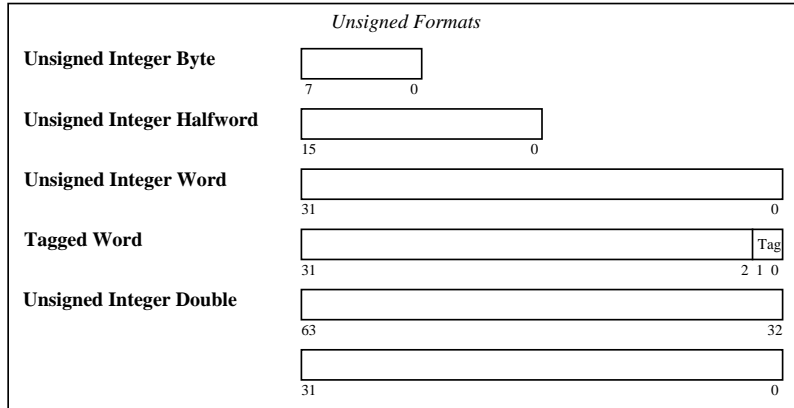 Unsigned Formats
Unsigned Integer Byte
7 0
Unsigned Integer Halfword
15 0
Unsigned Integer Word
31 0
Tagged Word
Tag
31 2 1 0
Unsigned Integer Double
63 32
31 0